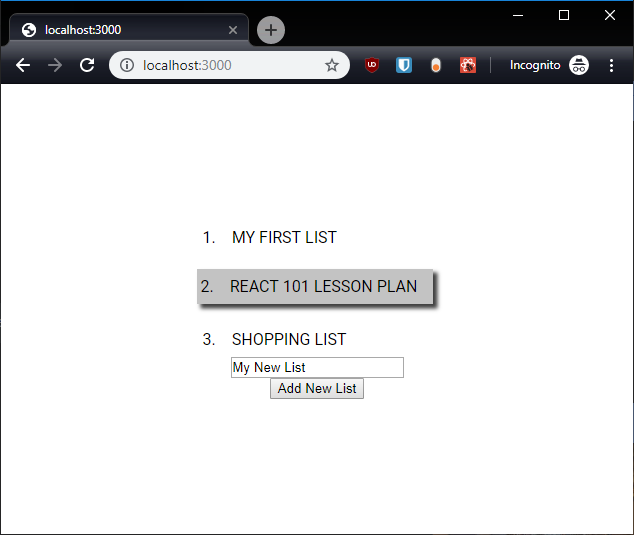 localhost:3000
localhost:3000
Incognito
1. MY FIRST LIST
2. REACT 101 LESSON PLAN
3. SHOPPING LIST
My New List
Add New List